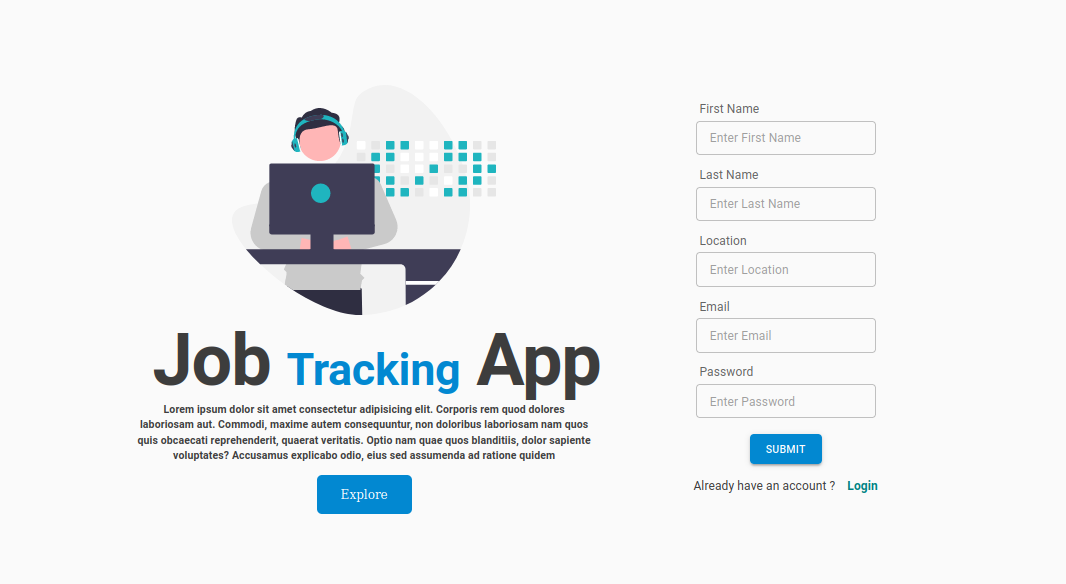 Job Tracking App
Lorem ipsum dolor sit amet consectetur adipisicing elit. Corporis rem quod dolores
laboriosam aut. Commodi, maxime autem consequuntur, non doloribus laboriosam nam quos
quis obcaecati reprehenderit, quaerat veritatis. Optio nam quae quos blanditiis, dolor sapiente
voluptates? Accusamus explicabo odio, eius sed assumenda ad ratione quidem
Explore
First Name
Enter First Name
Last Name
Enter Last Name
Location
Enter Location
Email
Enter Email
Password
Enter Password
SUBMIT
Already have an account ? Login